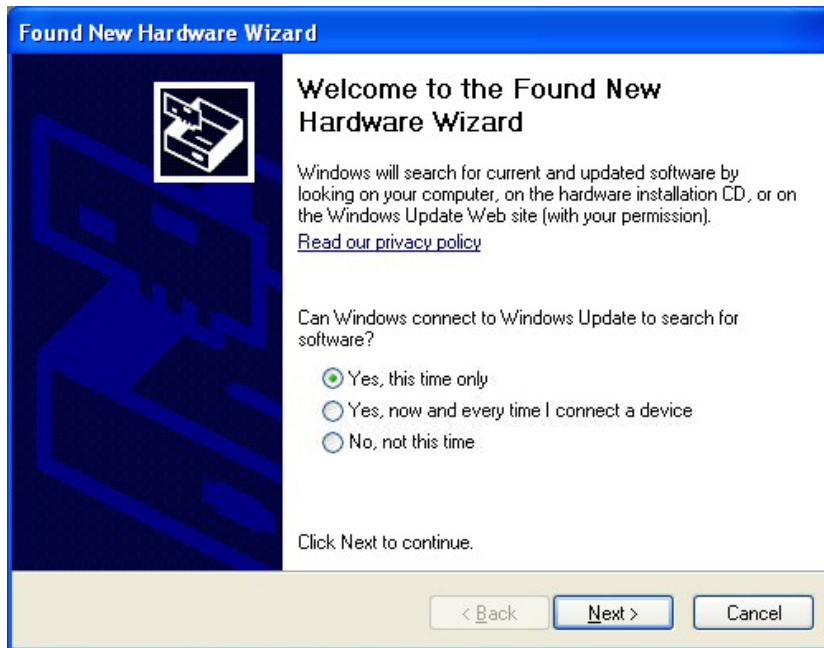 Found New Hardware Wizard
Welcome to the Found New
Hardware Wizard
Windows will search for current and updated software by
looking on your computer, on the hardware installation CD, or on
the Windows Update Web site (with your permission).
Read our privacy policy
Can Windows connect to Windows Update to search for
software?
Yes, this time only
Yes, now and every time I connect a device
No, not this time
Click Next to continue.
< Back Next > Cancel